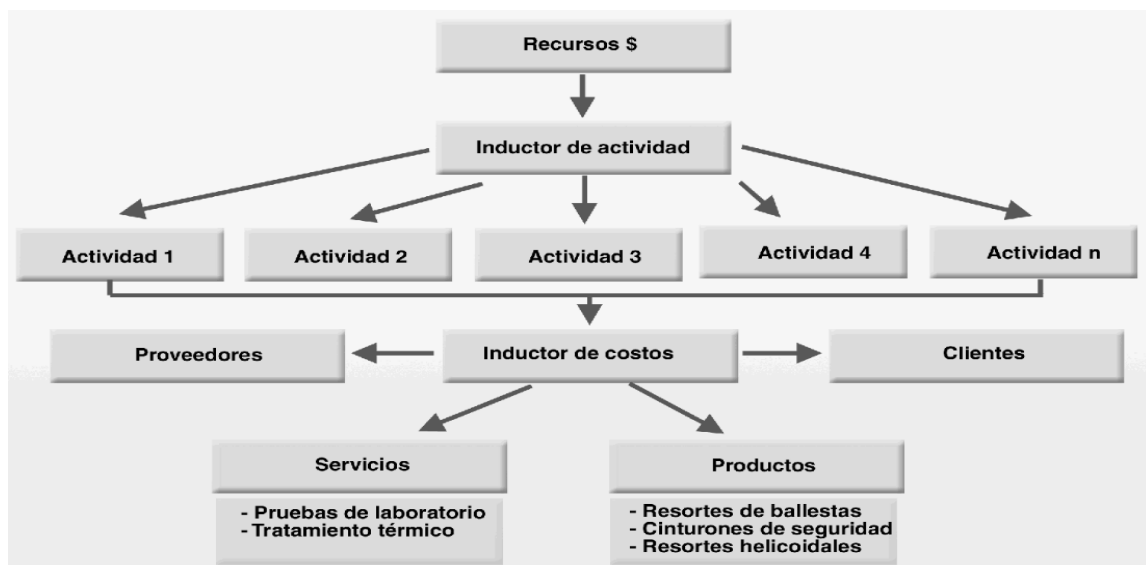 Recursos $
Inductor de actividad
Actividad 1
Actividad 2
Actividad 3
Actividad 4
Actividad n
Proveedores
Inductor de costos
Clientes
Servicios
- Pruebas de laboratorio
- Tratamiento térmico
Productos
- Resortes de ballestas
- Cinturones de seguridad
- Resortes helicoidales